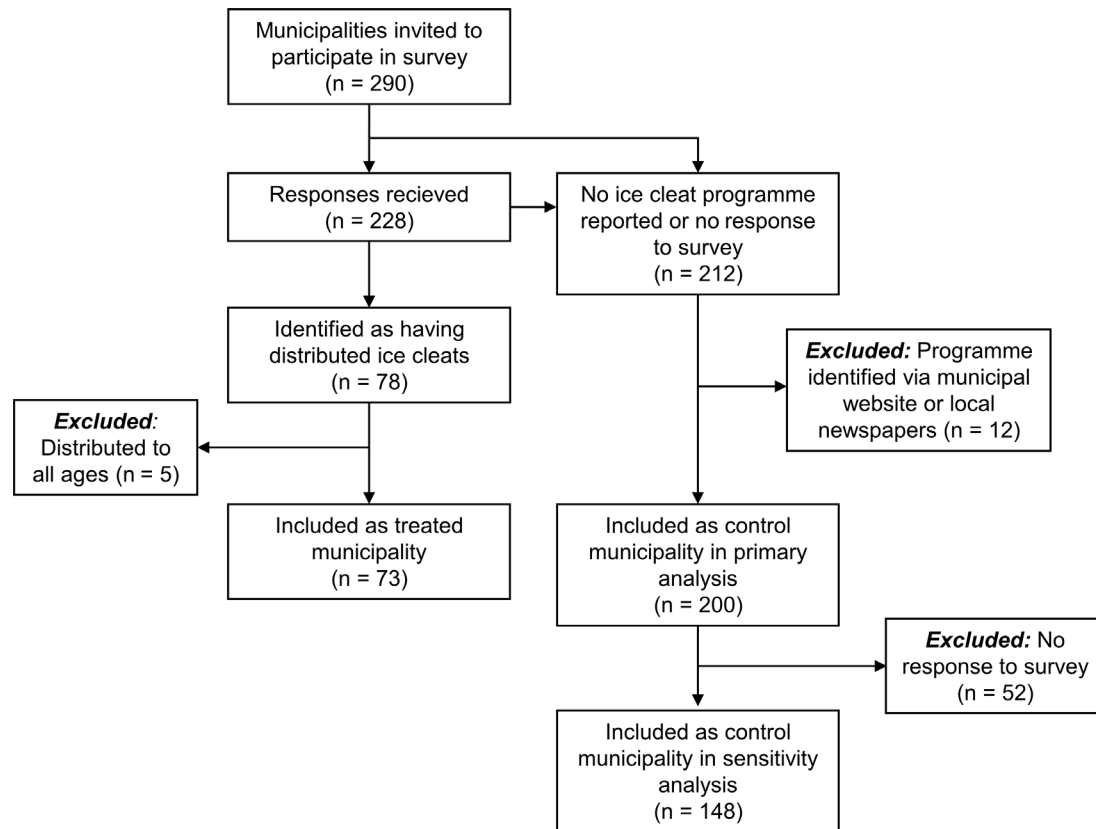 Municipalities invited to
participate in survey
(n = 290)
Responses recieved
(n = 228)
No ice cleat programme
reported or no response
to survey
(n = 212)
Identified as having
distributed ice cleats
(n = 78)
Excluded: Programme
identified via municipal
website or local
newspapers (n = 12)
Excluded:
Distributed to
all ages (n = 5)
Included as treated
municipality
(n = 73)
Included as control
municipality in primary
analysis
(n = 200)
Excluded: No
response to survey
(n = 52)
Included as control
municipality in sensitivity
analysis
(n = 148)